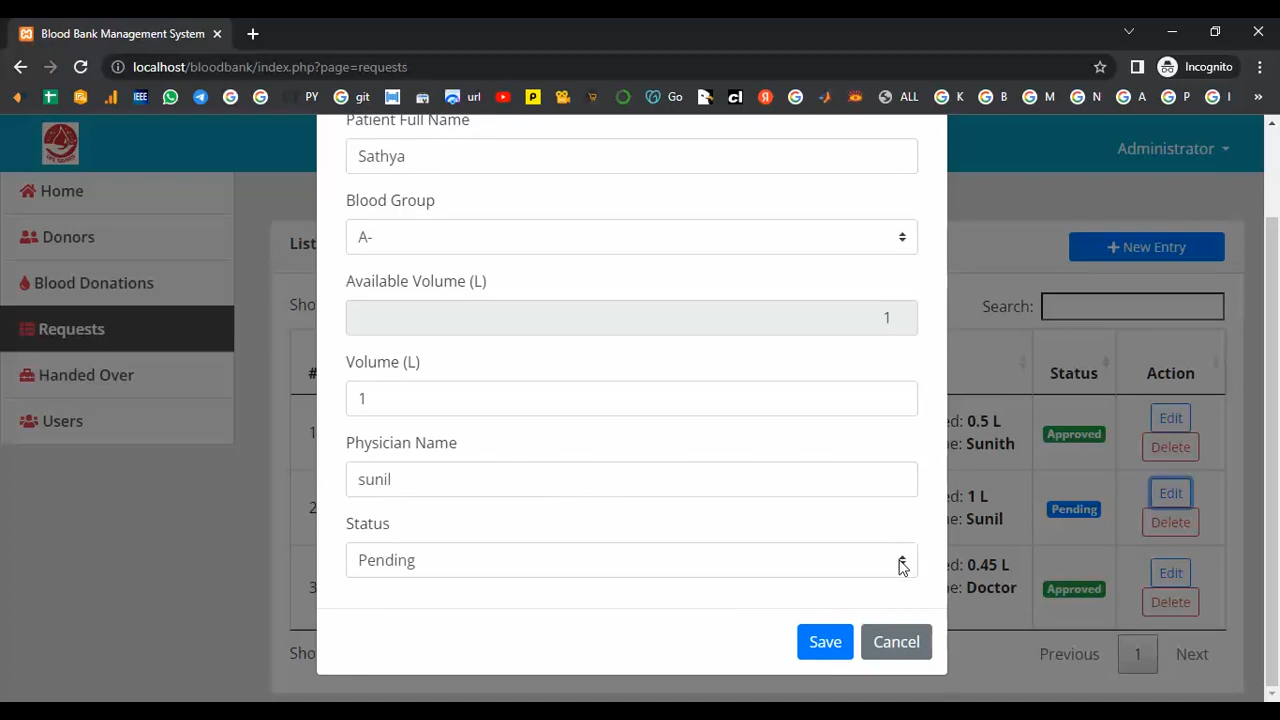 Blood Bank Management System
localhost/bloodbank/index.php?page=requests
Incognito
PY
git
url
Go
ALL
K
B
M
N
A
P
I
»
Administrator
Home
Donors
Blood Donations
Requests
Handed Over
Users
List
New Entry
Sho
Search:
#
Status
Action
1
ed: 0.5 L
ne: Sunith
Approved
Edit
Delete
2
ed: 1 L
ne: Sunil
Pending
Edit
Delete
3
ed: 0.45 L
ne: Doctor
Approved
Edit
Delete
Sho
Previous
1
Next
Patient Full Name
Sathya
Blood Group
A-
Available Volume (L)
1
Volume (L)
1
Physician Name
sunil
Status
Pending
Save
Cancel